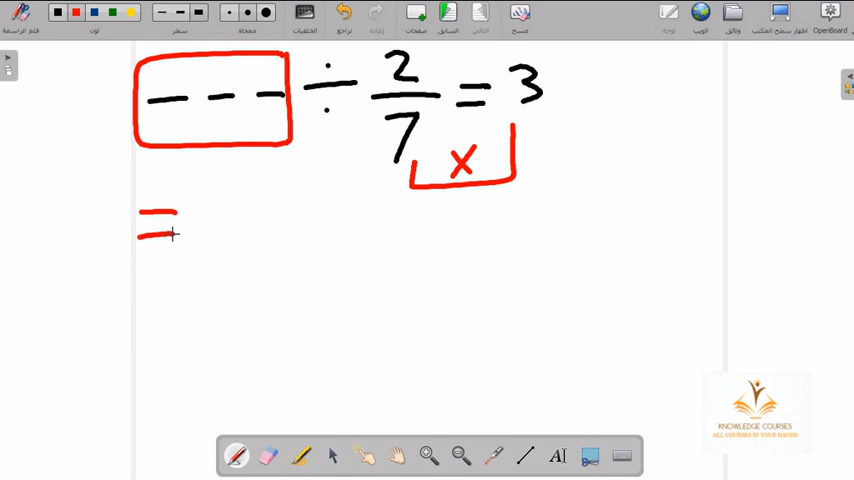 قلم الراسمة لون سطر ممحاة الخلفيات تراجع صفحات السابق التالي مسح لوحة الويب وثائق اظهار سطح المكتب OpenBoard
--- ÷ 2/7 = 3
×
=
AI
KNOWLEDGE COURSES
ALL COURSES IN YOUR HANDS